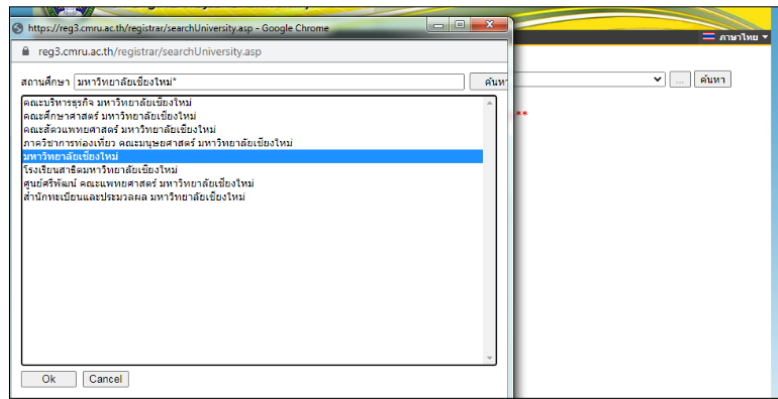 https://reg3.cmru.ac.th/registrar/searchUniversity.asp - Google Chrome
ภาษาไทย
reg3.cmru.ac.th/registrar/searchUniversity.asp
สถานศึกษา มหาวิทยาลัยเชียงใหม่* ค้นหา
... ค้นหา
คณะบริหารธุรกิจ มหาวิทยาลัยเชียงใหม่
คณะศึกษาศาสตร์ มหาวิทยาลัยเชียงใหม่
**
คณะสัตวแพทยศาสตร์ มหาวิทยาลัยเชียงใหม่
ภาควิชาการท่องเที่ยว คณะมนุษยศาสตร์ มหาวิทยาลัยเชียงใหม่
มหาวิทยาลัยเชียงใหม่
โรงเรียนสาธิตมหาวิทยาลัยเชียงใหม่
ศูนย์ศรีพัฒน์ คณะแพทยศาสตร์ มหาวิทยาลัยเชียงใหม่
สำนักทะเบียนและประมวลผล มหาวิทยาลัยเชียงใหม่
Ok Cancel